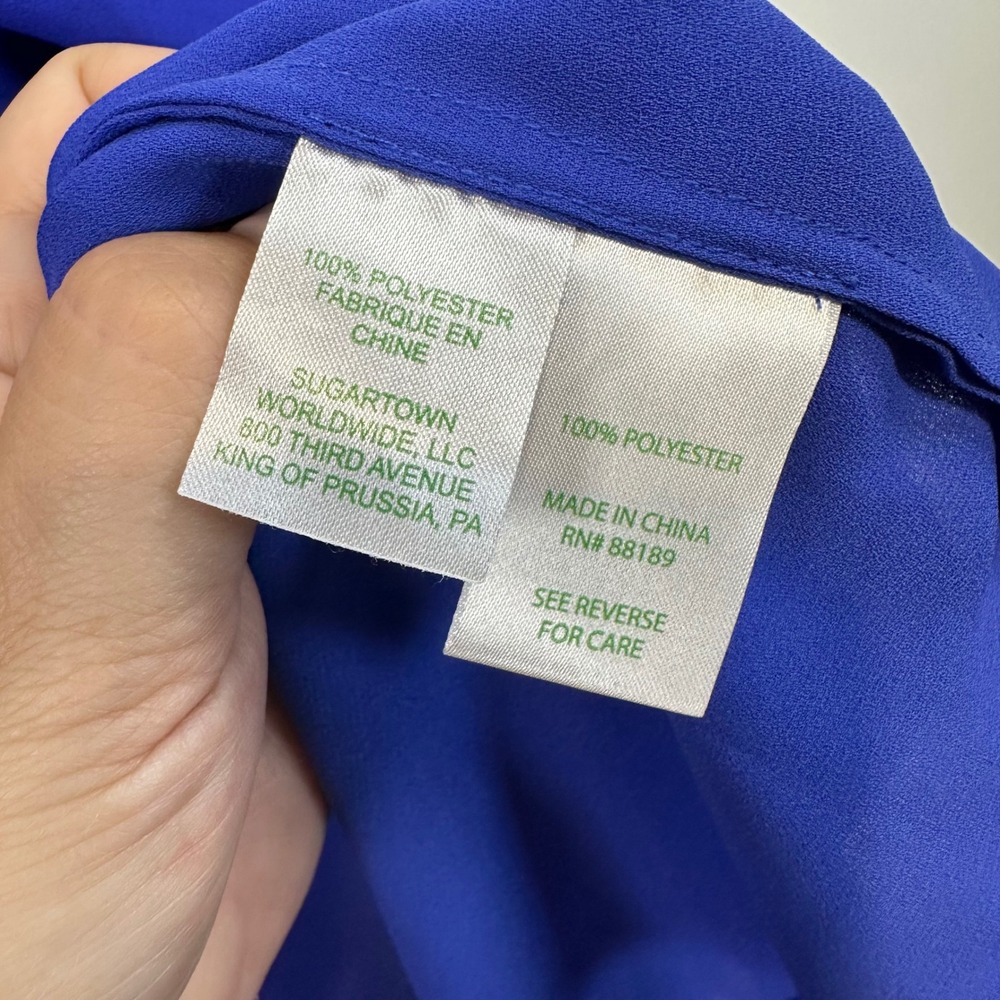 100% POLYESTER
FABRIQUE EN
CHINE
SUGARTOWN
WORLDWIDE, LLC
800 THIRD AVENUE
KING OF PRUSSIA, PA
100% POLYESTER
MADE IN CHINA
RN# 88189
SEE REVERSE
FOR CARE